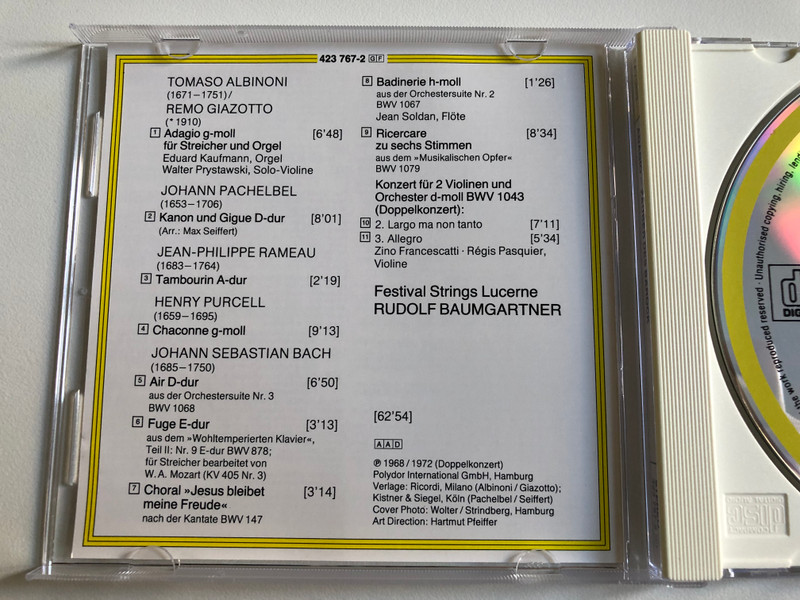 423 767-2 GF
TOMASO ALBINONI
(1671–1751)/
REMO GIAZOTTO
(*1910)
1 Adagio g-moll [6'48]
für Streicher und Orgel
Eduard Kaufmann, Orgel
Walter Prystawski, Solo-Violine
JOHANN PACHELBEL
(1653–1706)
2 Kanon und Gigue D-dur [8'01]
(Arr.: Max Seiffert)
JEAN-PHILIPPE RAMEAU
(1683–1764)
3 Tambourin A-dur [2'19]
HENRY PURCELL
(1659–1695)
4 Chaconne g-moll [9'13]
JOHANN SEBASTIAN BACH
(1685–1750)
5 Air D-dur [6'50]
aus der Orchestersuite Nr. 3
BWV 1068
6 Fuge E-dur [3'13]
aus dem »Wohltemperierten Klavier«,
Teil II: Nr. 9 E-dur BWV 878;
für Streicher bearbeitet von
W. A. Mozart (KV 405 Nr. 3)
7 Choral »Jesus bleibet [3'14]
meine Freude«
nach der Kantate BWV 147
8 Badinerie h-moll [1'26]
aus der Orchestersuite Nr. 2
BWV 1067
Jean Soldan, Flöte
9 Ricercare [8'34]
zu sechs Stimmen
aus dem »Musikalischen Opfer«
BWV 1079
Konzert für 2 Violinen und
Orchester d-moll BWV 1043
(Doppelkonzert):
10 2. Largo ma non tanto [7'11]
11 3. Allegro [5'34]
Zino Francescatti · Régis Pasquier,
Violine
Festival Strings Lucerne
RUDOLF BAUMGARTNER
[62'54]
AAD
℗ 1968 / 1972 (Doppelkonzert)
Polydor International GmbH, Hamburg
Verlage: Ricordi, Milano (Albinoni / Giazotto);
Kistner & Siegel, Köln (Pachelbel / Seiffert)
Cover Photo: Wolter / Strindberg, Hamburg
Art Direction: Hartmut Pfeiffer
the work reproduced reserved · Unauthorised copying, hiring, lend
DIG
disc